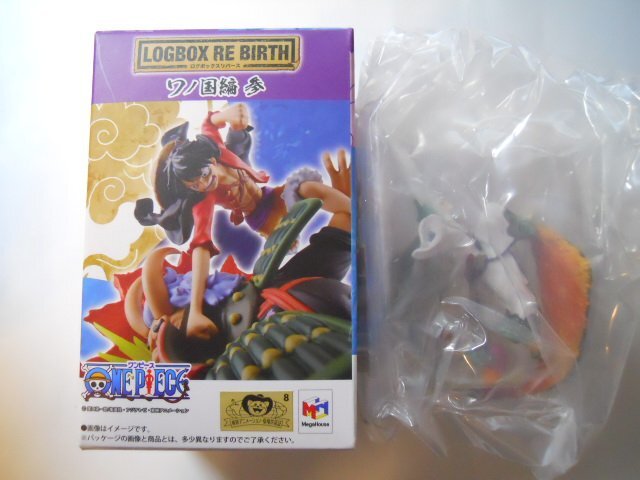 LOGBOX RE BIRTH
ログボックスリバース
ワノ国編 参
ワンピース
ONE PIECE
8
MegaHouse
●画像はイメージです。
※パッケージの画像と商品とは、多少異なりますのでご了承ください。